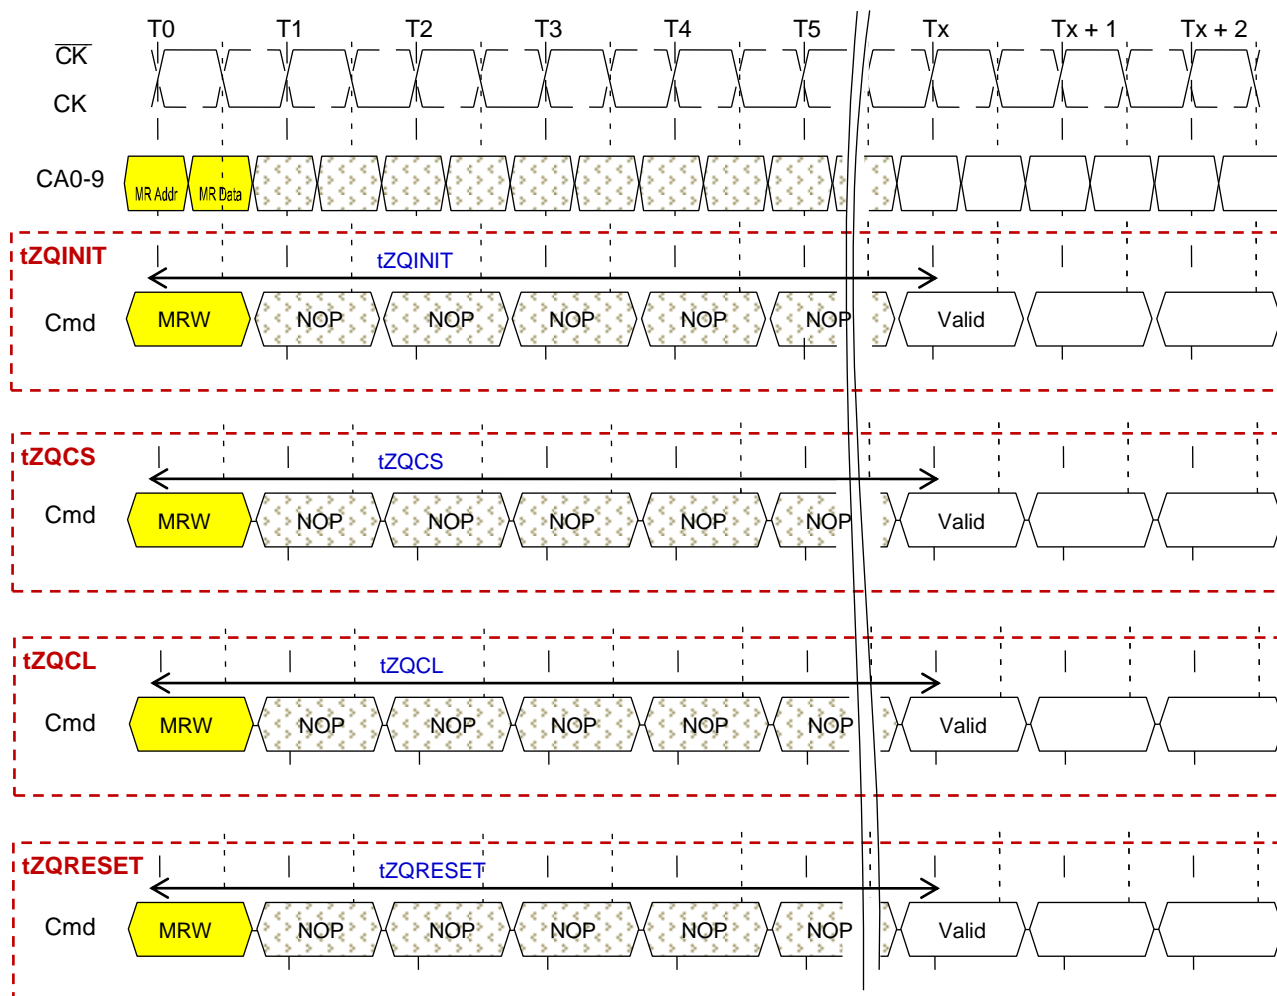 T0 T1 T2 T3 T4 T5 Tx Tx + 1 Tx + 2
CK
CK
CA0-9 MR Addr MR Data
tZQINIT
tZQINIT
Cmd MRW NOP NOP NOP NOP NOP Valid
tZQCS
tZQCS
Cmd MRW NOP NOP NOP NOP NOP Valid
tZQCL
tZQCL
Cmd MRW NOP NOP NOP NOP NOP Valid
tZQRESET
tZQRESET
Cmd MRW NOP NOP NOP NOP NOP Valid